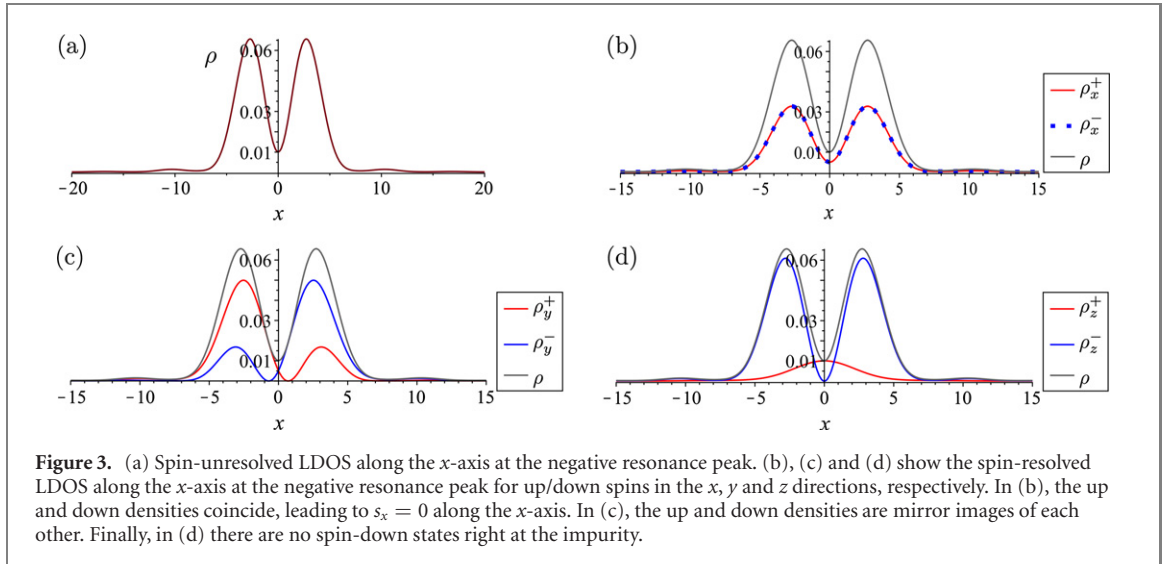 (a)
ρ
0.06
0.03
0.01
−20 −10 0 10 20
x
(b)
0.06
0.03
0.01
−15 −10 −5 0 5 10 15
x
ρₓ⁺
ρₓ⁻
ρ
(c)
0.06
0.03
0.01
−15 −10 −5 0 5 10 15
x
ρ_y⁺
ρ_y⁻
ρ
(d)
0.06
0.03
0.01
−15 −10 −5 0 5 10 15
x
ρ_z⁺
ρ_z⁻
ρ
Figure 3. (a) Spin-unresolved LDOS along the x-axis at the negative resonance peak. (b), (c) and (d) show the spin-resolved
LDOS along the x-axis at the negative resonance peak for up/down spins in the x, y and z directions, respectively. In (b), the up
and down densities coincide, leading to sₓ = 0 along the x-axis. In (c), the up and down densities are mirror images of each
other. Finally, in (d) there are no spin-down states right at the impurity.